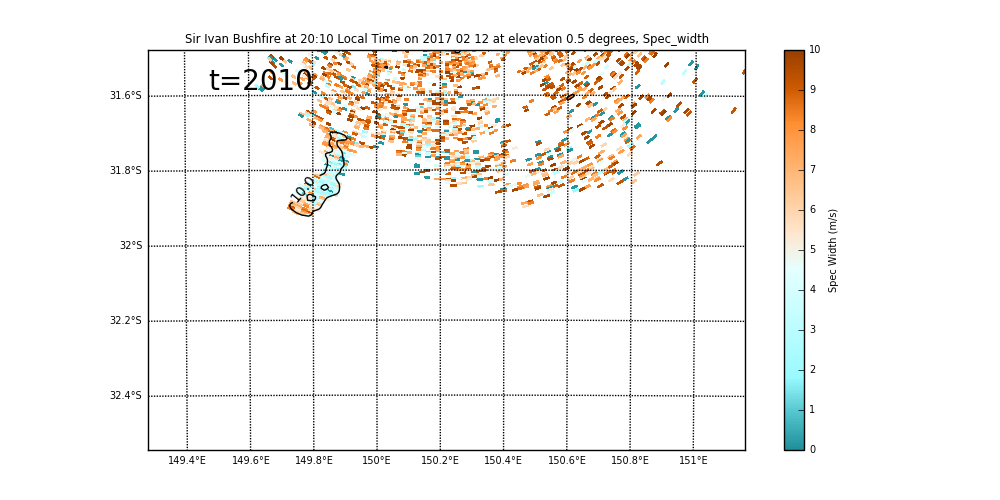 Sir Ivan Bushfire at 20:10 Local Time on 2017 02 12 at elevation 0.5 degrees, Spec_width
t=2010
31.6°S
31.8°S
32°S
32.2°S
32.4°S
10.0
149.4°E 149.6°E 149.8°E 150°E 150.2°E 150.4°E 150.6°E 150.8°E 151°E
10
9
8
7
6
5
4
3
2
1
0
Spec Width (m/s)